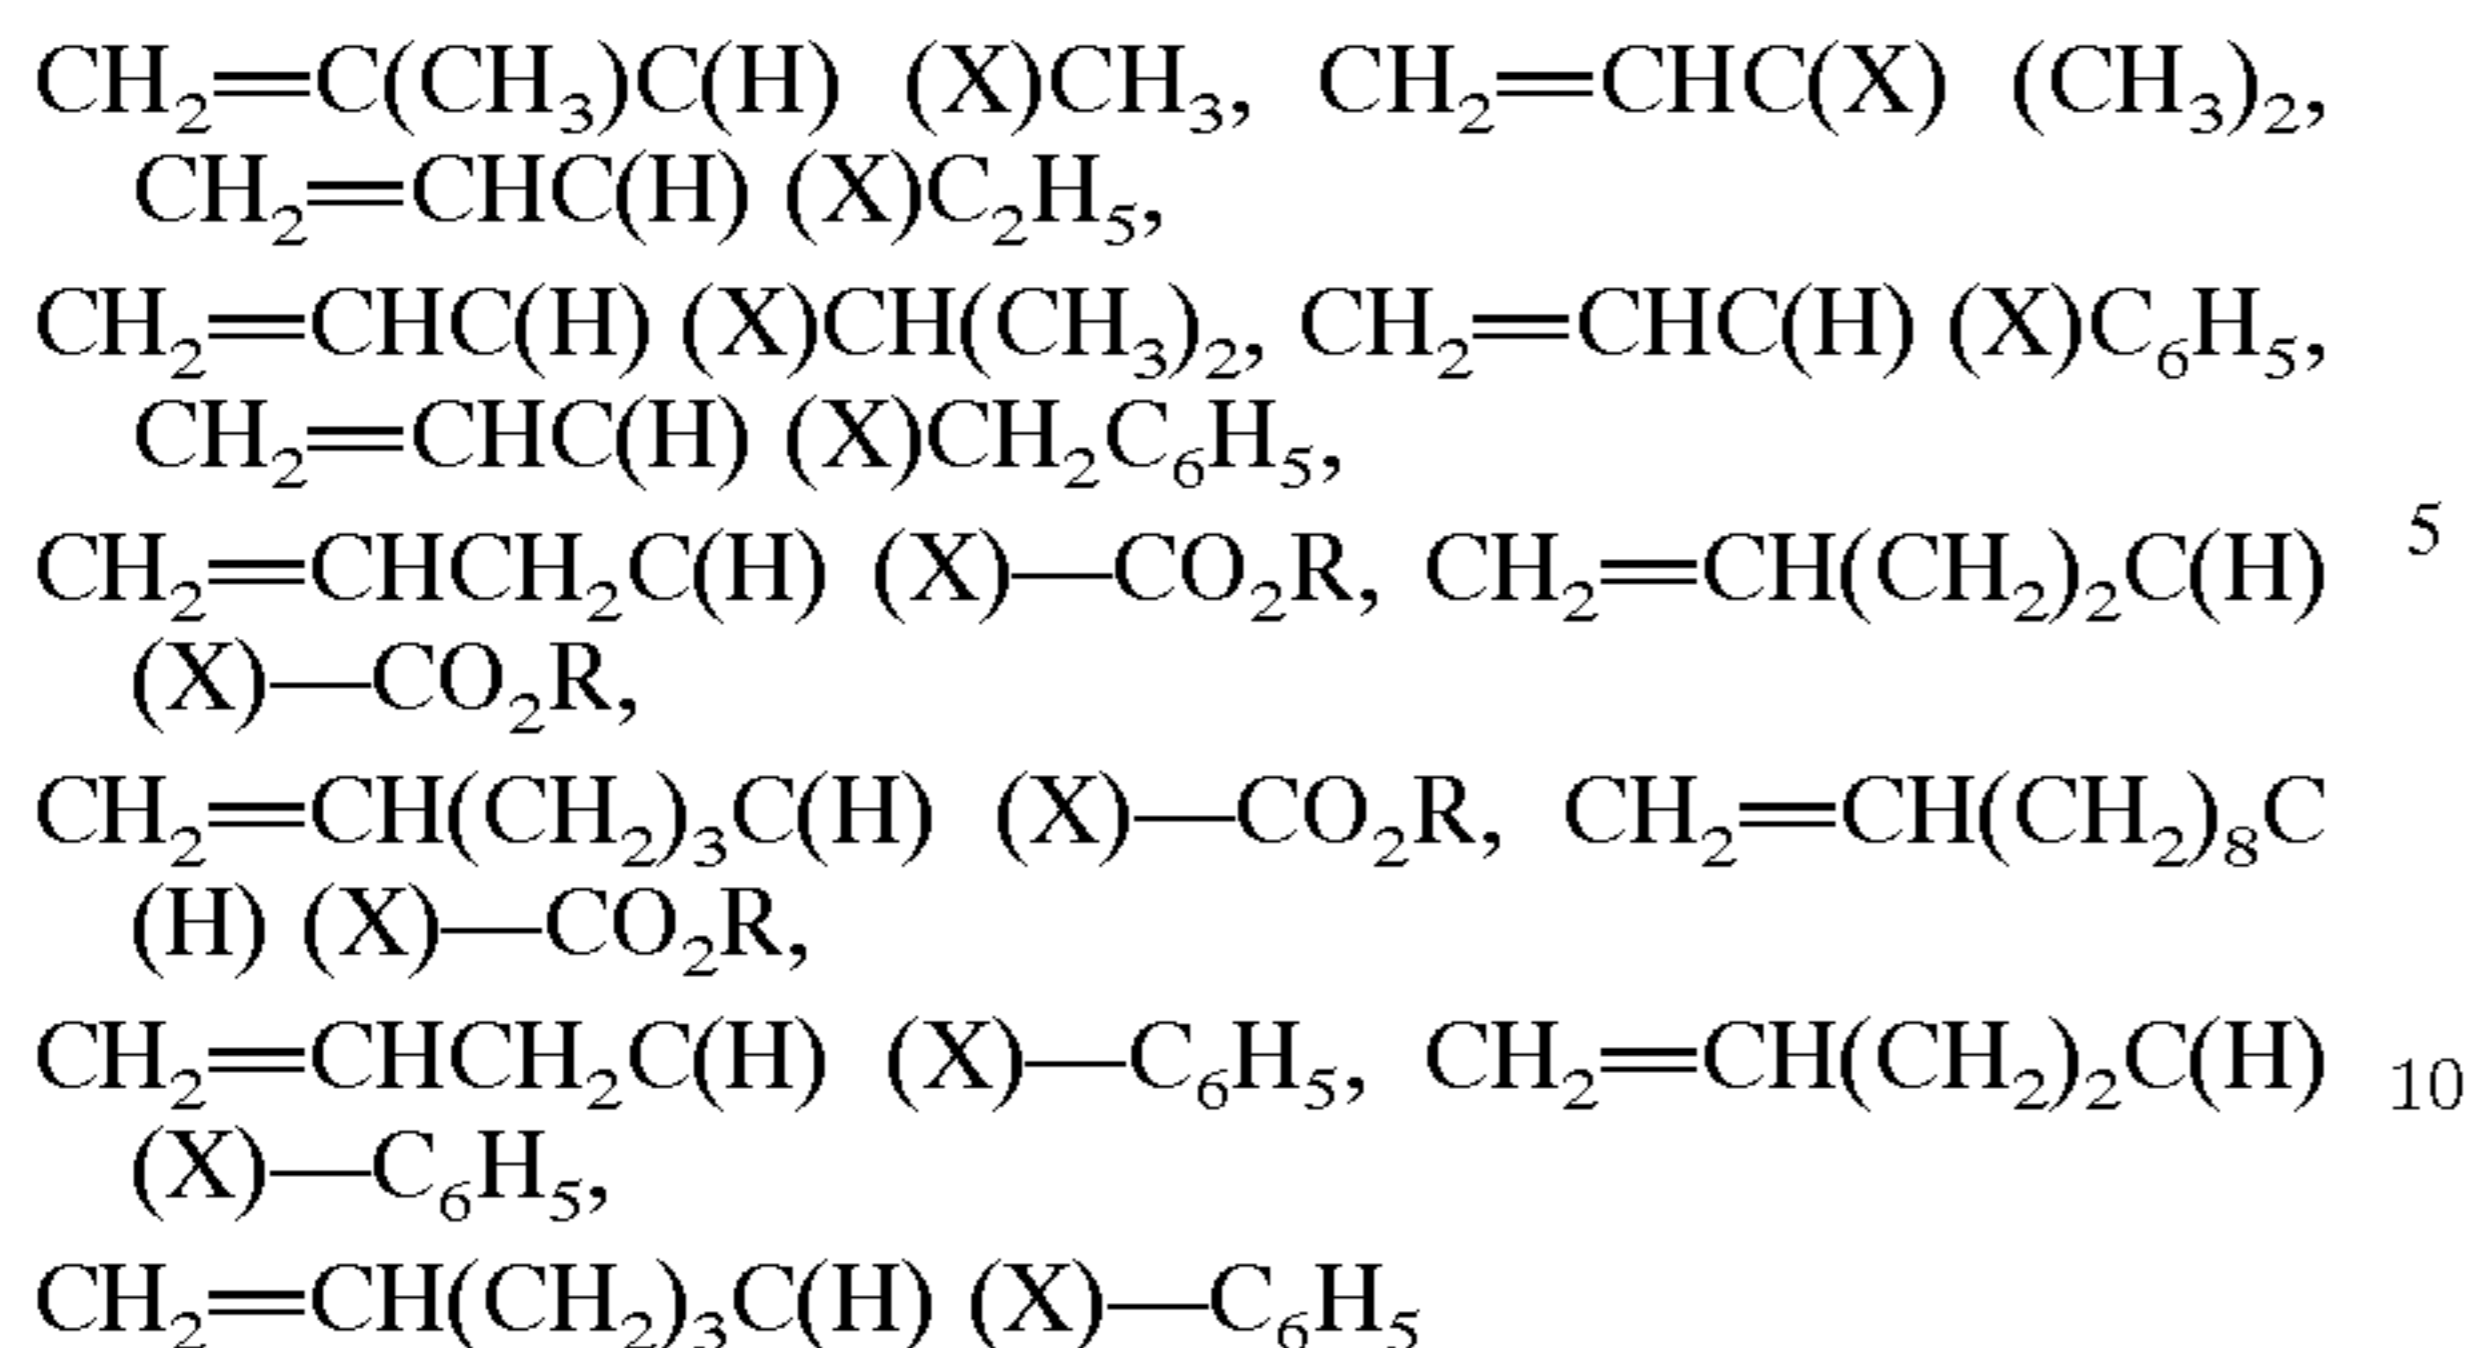 CH₂=C(CH₃)C(H) (X)CH₃, CH₂=CHC(X) (CH₃)₂,
CH₂=CHC(H) (X)C₂H₅,
CH₂=CHC(H) (X)CH(CH₃)₂, CH₂=CHC(H) (X)C₆H₅,
CH₂=CHC(H) (X)CH₂C₆H₅,
CH₂=CHCH₂C(H) (X)—CO₂R, CH₂=CH(CH₂)₂C(H) 5
(X)—CO₂R,
CH₂=CH(CH₂)₃C(H) (X)—CO₂R, CH₂=CH(CH₂)₈C
(H) (X)—CO₂R,
CH₂=CHCH₂C(H) (X)—C₆H₅, CH₂=CH(CH₂)₂C(H) 10
(X)—C₆H₅,
CH₂=CH(CH₂)₃C(H) (X)—C₆H₅